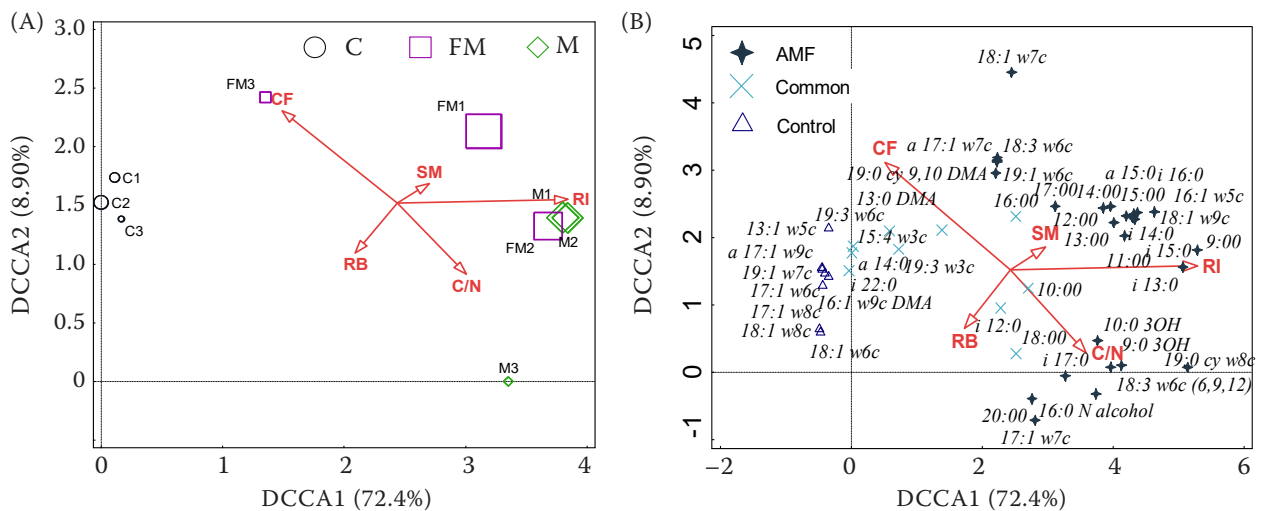 (A)
C FM M
DCCA2 (8.90%)
3.0
2.5
2.0
1.5
1.0
0.5
0
FM3
CF
FM1
SM
M1
RI
C1
C2
C3
FM2
M2
RB
C/N
M3
0 1 2 3 4
DCCA1 (72.4%)
(B)
AMF
Common
Control
DCCA2 (8.90%)
5
4
3
2
1
0
-1
18:1 w7c
CF
a 17:1 w7c
18:3 w6c
19:0 cy 9,10 DMA
19:1 w6c
a 15:0
i 16:0
13:0 DMA
16:00
17:00
14:00
15:00
16:1 w5c
19:3 w6c
12:00
18:1 w9c
13:1 w5c
15:4 w3c
SM
13:00
i 14:0
9:00
a 17:1 w9c
a 14:0
19:3 w3c
11:00
i 15:0
RI
19:1 w7c
i 22:0
i 13:0
17:1 w6c
16:1 w9c DMA
10:00
17:1 w8c
i 12:0
18:1 w8c
RB
18:00
10:0 3OH
18:1 w6c
C/N
9:0 3OH
i 17:0
19:0 cy w8c
18:3 w6c (6,9,12)
20:00
16:0 N alcohol
17:1 w7c
−2 0 2 4 6
DCCA1 (72.4%)